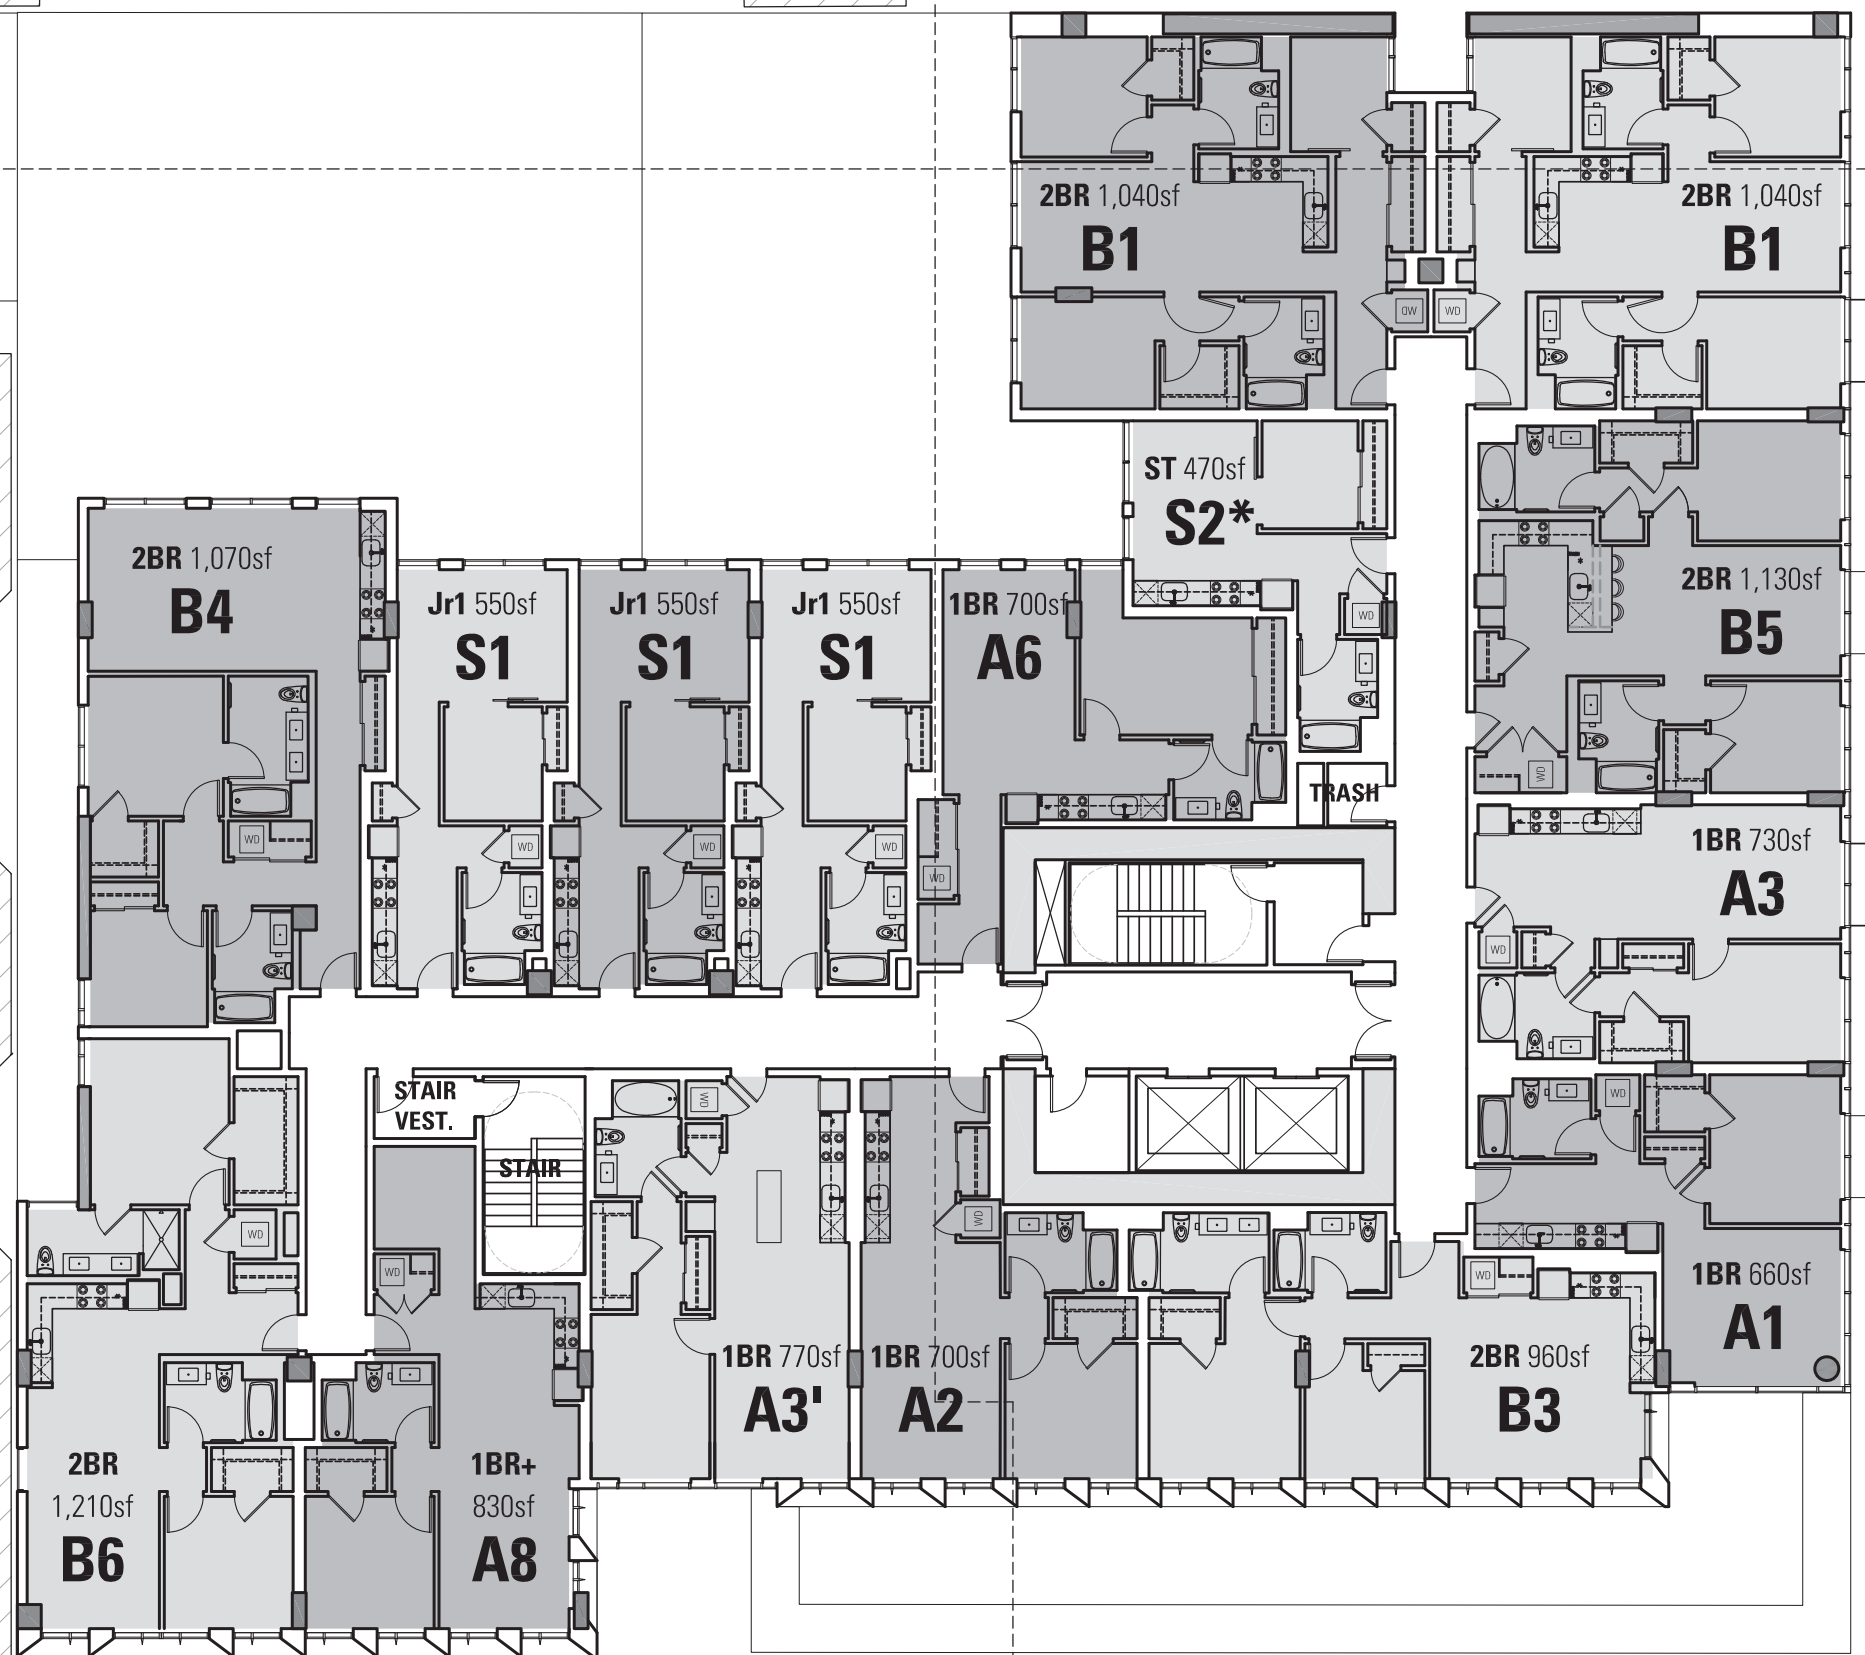 2BR 1,040sf
B1
2BR 1,040sf
B1
WD
WD
ST 470sf
S2*
WD
2BR 1,070sf
B4
WD
Jr1 550sf
S1
WD
Jr1 550sf
S1
WD
Jr1 550sf
S1
WD
1BR 700sf
A6
WD
TRASH
2BR 1,130sf
B5
WD
1BR 730sf
A3
WD
STAIR
VEST.
STAIR
WD
WD
WD
WD
WD
WD
1BR 770sf
A3'
1BR 700sf
A2
2BR 960sf
B3
1BR 660sf
A1
2BR
1,210sf
B6
1BR+
830sf
A8